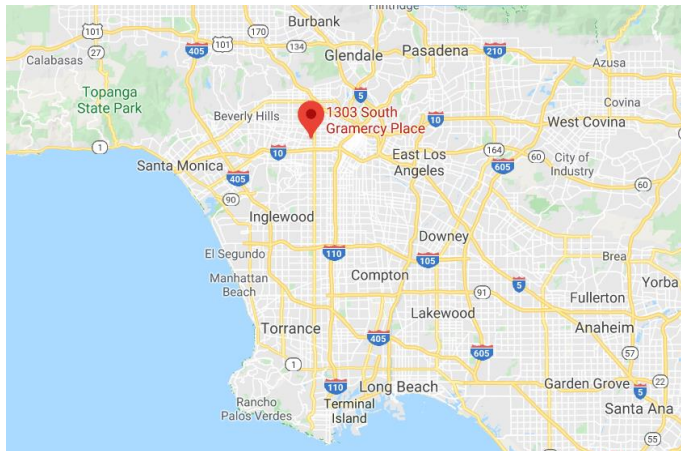 Flintridge
Burbank
101
170
101
134
405
27
Calabasas
Glendale
Pasadena
210
Azusa
Topanga
State Park
5
Covina
Beverly Hills
1303 South
Gramercy Place
10
West Covina
1
Santa Monica
10
East Los
Angeles
164
60
City of
Industry
605
405
60
90
Inglewood
Downey
El Segundo
110
105
Brea
Manhattan
Beach
Compton
5
Yorba
91
Fullerton
Lakewood
Torrance
Anaheim
405
605
57
1
110
Long Beach
Garden Grove
22
5
Rancho
Palos Verdes
Terminal
Island
Santa Ana
55